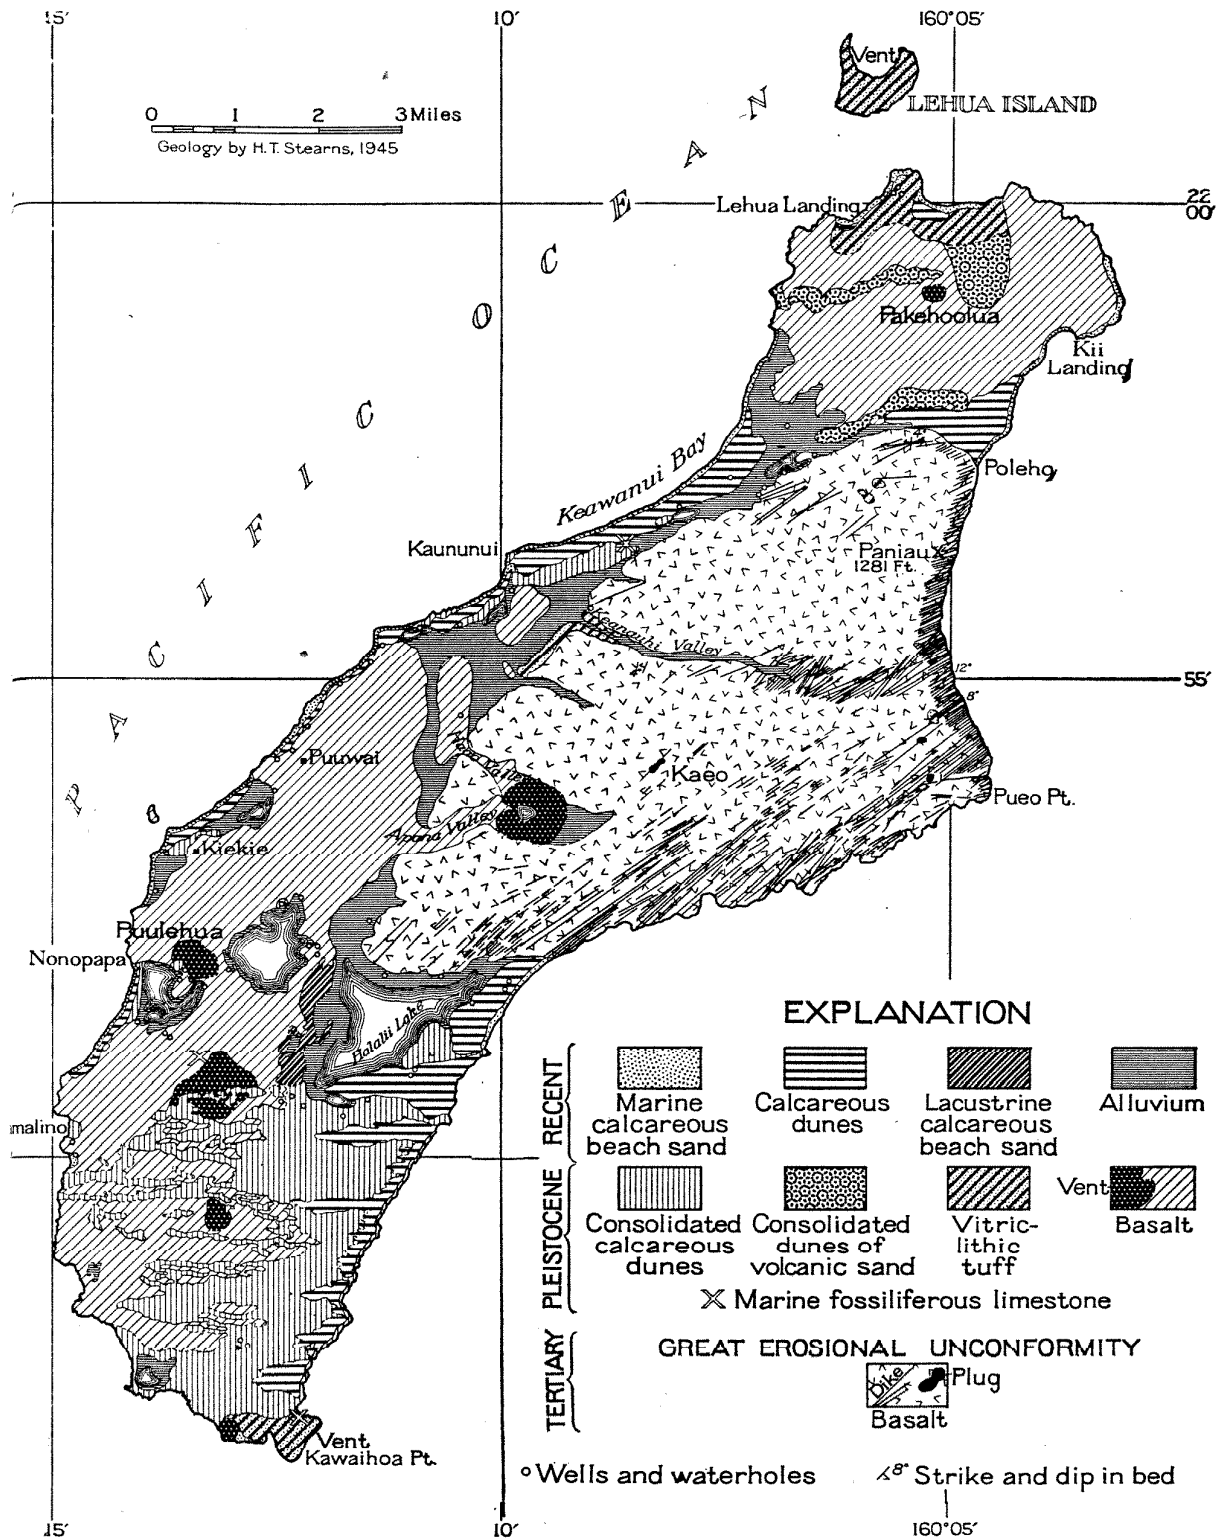 15'
10'
160°05'
Vent
LEHUA ISLAND
0 1 2 3 Miles
Geology by H.T. Stearns, 1945
PACIFIC OCEAN
Lehua Landing
22
00'
Pakehoolua
Kii
Landing
Keawanui Bay
Poleho
Kaununui
Paniau
1281 Ft.
Keanauhi Valley
12°
55'
8°
Puuwai
Kaeo
Pueo Pt.
Apana Valley
Kiekie
Puulehua
Nonopapa
Halalii Lake
malino
Vent
Kawaihoa Pt.
EXPLANATION
RECENT
Marine
calcareous
beach sand
Calcareous
dunes
Lacustrine
calcareous
beach sand
Alluvium
PLEISTOCENE
Consolidated
calcareous
dunes
Consolidated
dunes of
volcanic sand
Vitric-
lithic
tuff
Vent
Basalt
Marine fossiliferous limestone
TERTIARY
GREAT EROSIONAL UNCONFORMITY
Dike
Plug
Basalt
Wells and waterholes
8° Strike and dip in bed
15'
10'
160°05'